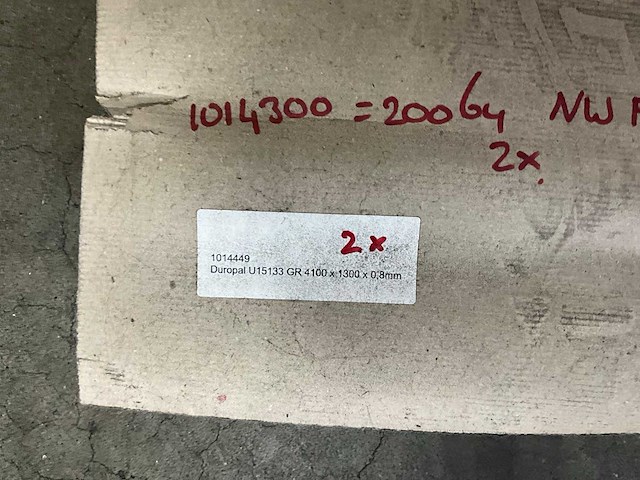 1014300 = 20064 NW
2x.
2x
1014449
Duropal U15133 GR 4100 x 1300 x 0,8mm